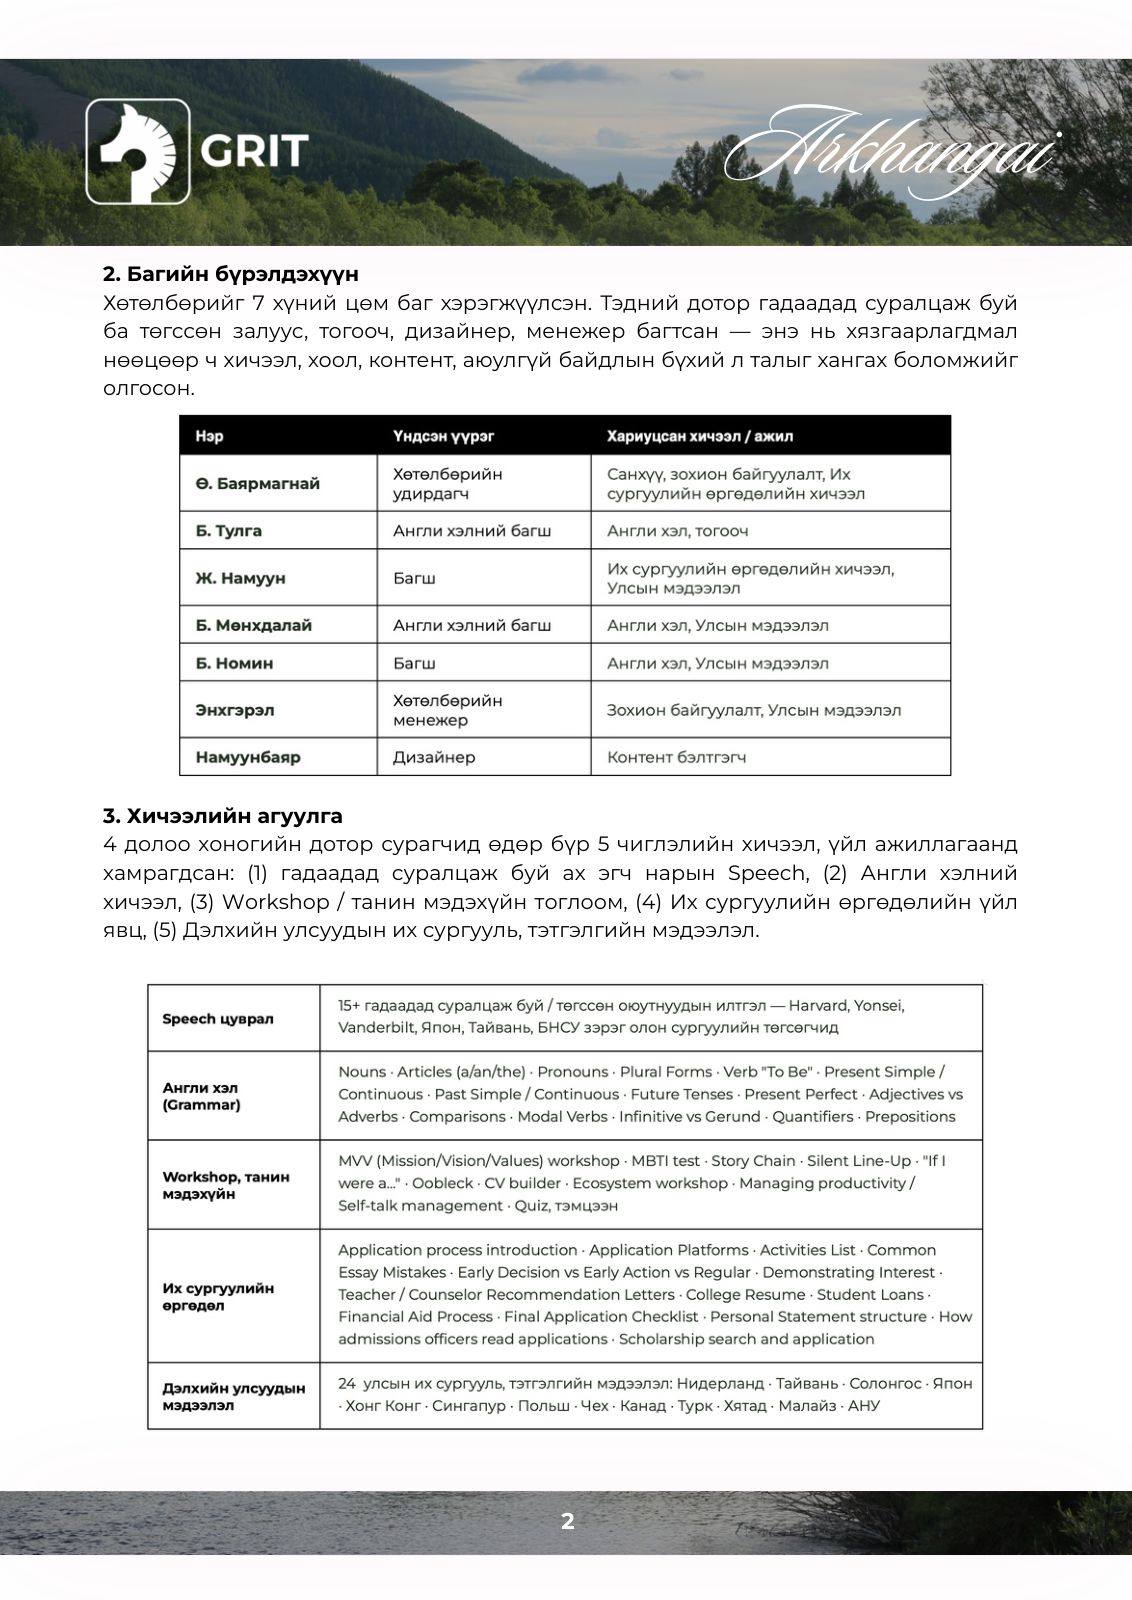 GRIT
Arkhangai
2. Багийн бүрэлдэхүүн
Хөтөлбөрийг 7 хүний цөм баг хэрэгжүүлсэн. Тэдний дотор гадаадад суралцаж буй
ба төгссөн залуус, тогооч, дизайнер, менежер багтсан — энэ нь хязгаарлагдмал
нөөцөөр ч хичээл, хоол, контент, аюулгүй байдлын бүхий л талыг хангах боломжийг
олгосон.
Нэр Үндсэн үүрэг Хариуцсан хичээл / ажил
Ө. Баярмагнай Хөтөлбөрийн удирдагч Санхүү, зохион байгуулалт, Их
сургуулийн өргөдөлийн хичээл
Б. Тулга Англи хэлний багш Англи хэл, тогооч
Ж. Намуун Багш Их сургуулийн өргөдөлийн хичээл,
Улсын мэдээлэл
Б. Мөнхдалай Англи хэлний багш Англи хэл, Улсын мэдээлэл
Б. Номин Багш Англи хэл, Улсын мэдээлэл
Энхгэрэл Хөтөлбөрийн менежер Зохион байгуулалт, Улсын мэдээлэл
Намуунбаяр Дизайнер Контент бэлтгэгч
3. Хичээлийн агуулга
4 долоо хоногийн дотор сурагчид өдөр бүр 5 чиглэлийн хичээл, үйл ажиллагаанд
хамрагдсан: (1) гадаадад суралцаж буй ах эгч нарын Speech, (2) Англи хэлний
хичээл, (3) Workshop / танин мэдэхүйн тоглоом, (4) Их сургуулийн өргөдөлийн үйл
явц, (5) Дэлхийн улсуудын их сургууль, тэтгэлгийн мэдээлэл.
Speech цуврал
15+ гадаадад суралцаж буй / төгссөн оюутнуудын илтгэл — Harvard, Yonsei,
Vanderbilt, Япон, Тайвань, БНСУ зэрэг олон сургуулийн төгсөгчид
Англи хэл
(Grammar)
Nouns · Articles (a/an/the) · Pronouns · Plural Forms · Verb "To Be" · Present Simple /
Continuous · Past Simple / Continuous · Future Tenses · Present Perfect · Adjectives vs
Adverbs · Comparisons · Modal Verbs · Infinitive vs Gerund · Quantifiers · Prepositions
Workshop, танин
мэдэхүйн
MVV (Mission/Vision/Values) workshop · MBTI test · Story Chain · Silent Line-Up · "If I
were a..." · Oobleck · CV builder · Ecosystem workshop · Managing productivity /
Self-talk management · Quiz, тэмцээн
Их сургуулийн
өргөдөл
Application process introduction · Application Platforms · Activities List · Common
Essay Mistakes · Early Decision vs Early Action vs Regular · Demonstrating Interest ·
Teacher / Counselor Recommendation Letters · College Resume · Student Loans ·
Financial Aid Process · Final Application Checklist · Personal Statement structure · How
admissions officers read applications · Scholarship search and application
Дэлхийн улсуудын
мэдээлэл
24 улсын их сургууль, тэтгэлгийн мэдээлэл: Нидерланд · Тайвань · Солонгос · Япон
· Хонг Конг · Сингапур · Польш · Чех · Канад · Турк · Хятад · Малайз · АНУ
2